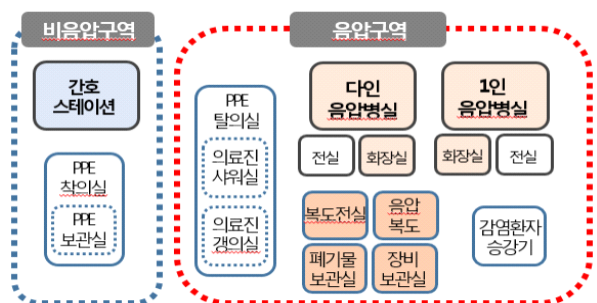 비음압구역
음압구역
간호
스테이션
PPE
착의실
PPE
보관실
PPE
탈의실
의료진
샤워실
의료진
갱의실
다인
음압병실
전실
화장실
1인
음압병실
화장실
전실
복도전실
음압
복도
폐기물
보관실
장비
보관실
감염환자
승강기